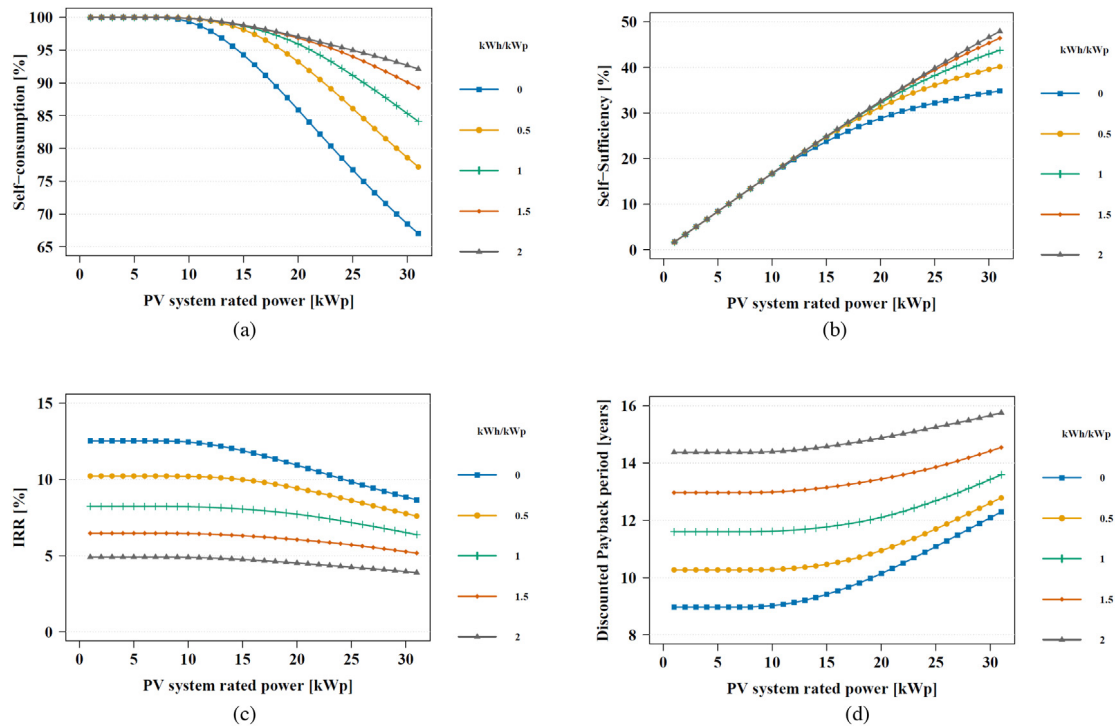 100
95
90
85
80
75
70
65
Self−consumption [%]
0 5 10 15 20 25 30
PV system rated power [kWp]
kWh/kWp
0
0.5
1
1.5
2
(a)
50
40
30
20
10
0
Self−Sufficiency [%]
0 5 10 15 20 25 30
PV system rated power [kWp]
kWh/kWp
0
0.5
1
1.5
2
(b)
15
10
5
0
IRR [%]
0 5 10 15 20 25 30
PV system rated power [kWp]
kWh/kWp
0
0.5
1
1.5
2
(c)
16
14
12
10
8
Discounted Payback period [years]
0 5 10 15 20 25 30
PV system rated power [kWp]
kWh/kWp
0
0.5
1
1.5
2
(d)